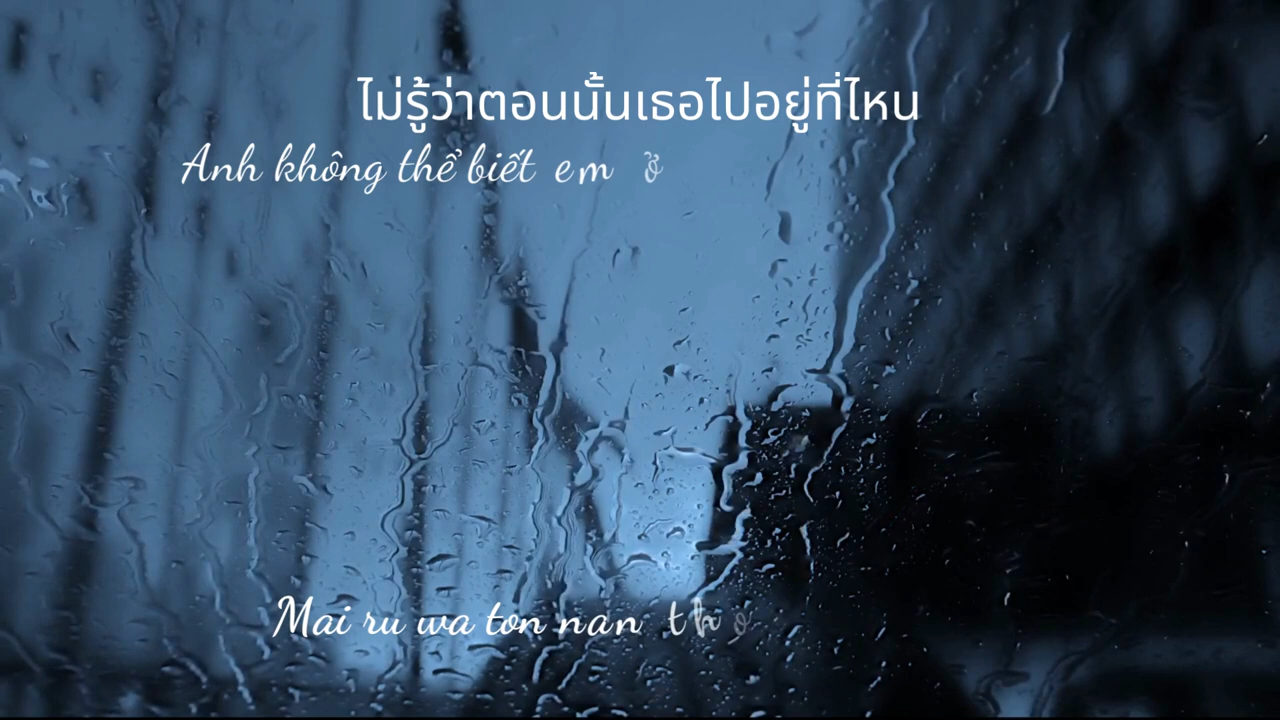 ไม่รู้ว่าตอนนั้นเธอไปอยู่ที่ไหน
Anh không thể biết em ở
Mai ru wa ton nan